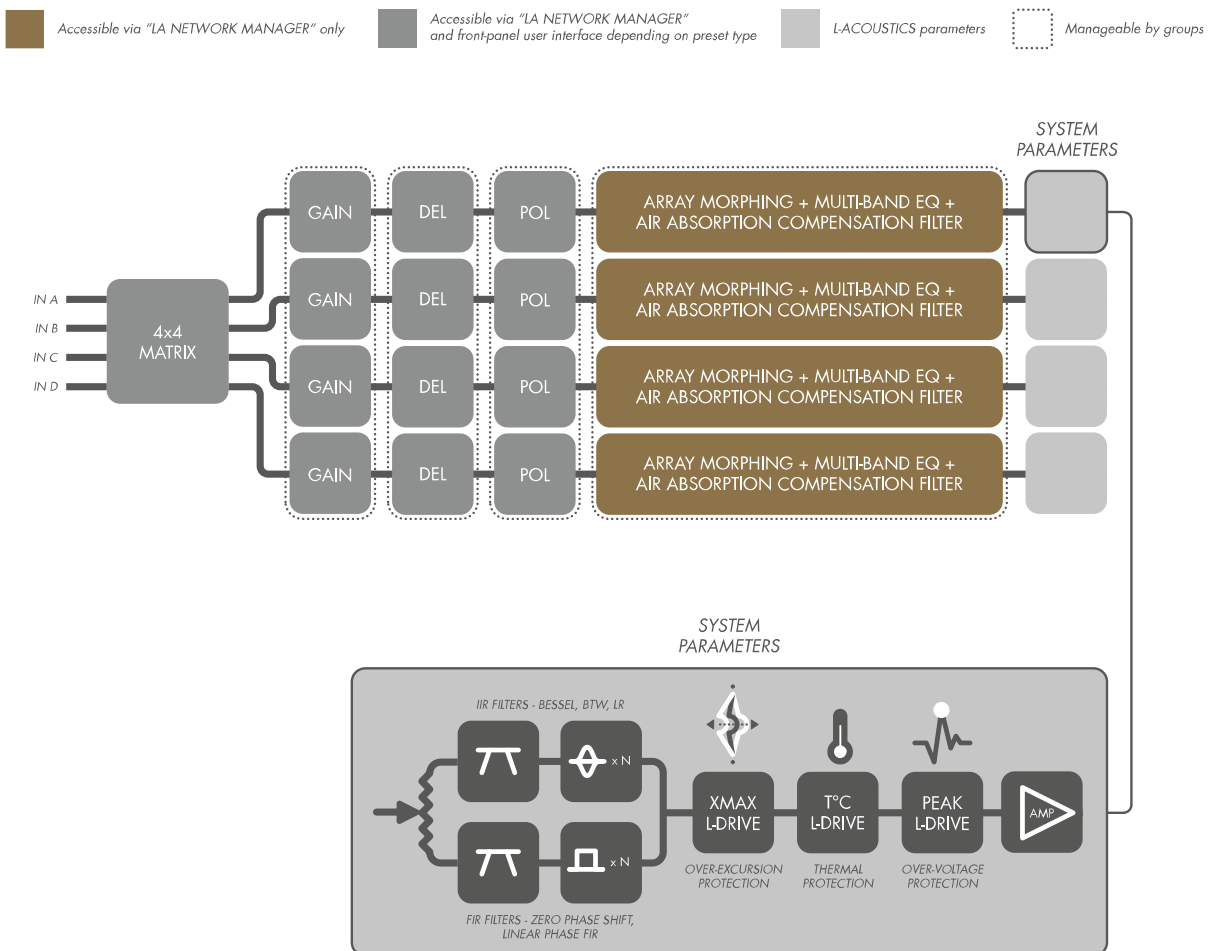 Accessible via “LA NETWORK MANAGER” only
Accessible via “LA NETWORK MANAGER”
and front-panel user interface depending on preset type
L-ACOUSTICS parameters
Manageable by groups
SYSTEM
PARAMETERS
GAIN
DEL
POL
ARRAY MORPHING + MULTI-BAND EQ +
AIR ABSORPTION COMPENSATION FILTER
GAIN
DEL
POL
ARRAY MORPHING + MULTI-BAND EQ +
AIR ABSORPTION COMPENSATION FILTER
IN A
IN B
IN C
IN D
4x4
MATRIX
GAIN
DEL
POL
ARRAY MORPHING + MULTI-BAND EQ +
AIR ABSORPTION COMPENSATION FILTER
GAIN
DEL
POL
ARRAY MORPHING + MULTI-BAND EQ +
AIR ABSORPTION COMPENSATION FILTER
SYSTEM
PARAMETERS
IIR FILTERS - BESSEL, BTW, LR
x N
x N
FIR FILTERS - ZERO PHASE SHIFT,
LINEAR PHASE FIR
XMAX
L-DRIVE
OVER-EXCURSION
PROTECTION
T°C
L-DRIVE
THERMAL
PROTECTION
PEAK
L-DRIVE
OVER-VOLTAGE
PROTECTION
AMP